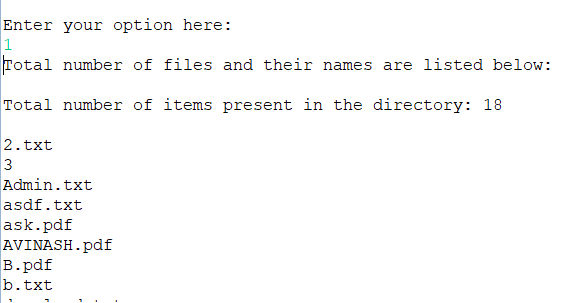 Enter your option here:
1
Total number of files and their names are listed below:
Total number of items present in the directory: 18
2.txt
3
Admin.txt
asdf.txt
ask.pdf
AVINASH.pdf
B.pdf
b.txt